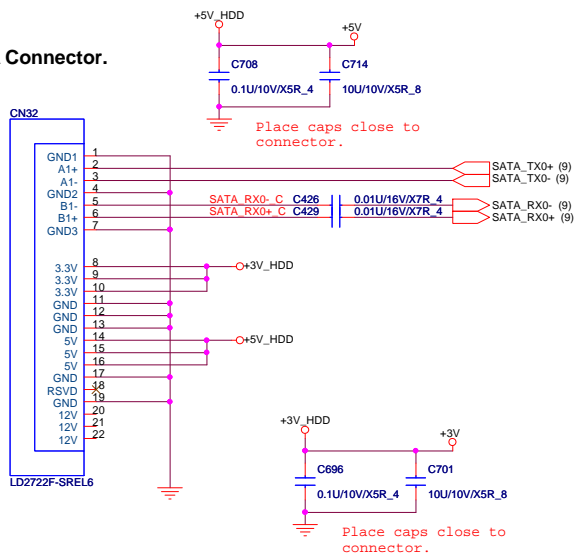 +5V_HDD
+5V
Connector.
C708
C714
0.1U/10V/X5R_4
10U/10V/X5R_8
Place caps close to
connector.
CN32
GND1 1
A1+ 2
A1- 3
GND2 4
B1- 5
B1+ 6
GND3 7
SATA_TX0+ (9)
SATA_TX0- (9)
SATA_RX0-_C C426 0.01U/16V/X7R_4 SATA_RX0- (9)
SATA_RX0+_C C429 0.01U/16V/X7R_4 SATA_RX0+ (9)
3.3V 8
3.3V 9
3.3V 10
+3V_HDD
GND 11
GND 12
GND 13
5V 14
5V 15
5V 16
+5V_HDD
GND 17
RSVD 18
GND 19
12V 20
12V 21
12V 22
LD2722F-SREL6
+3V_HDD
+3V
C696
C701
0.1U/10V/X5R_4
10U/10V/X5R_8
Place caps close to
connector.